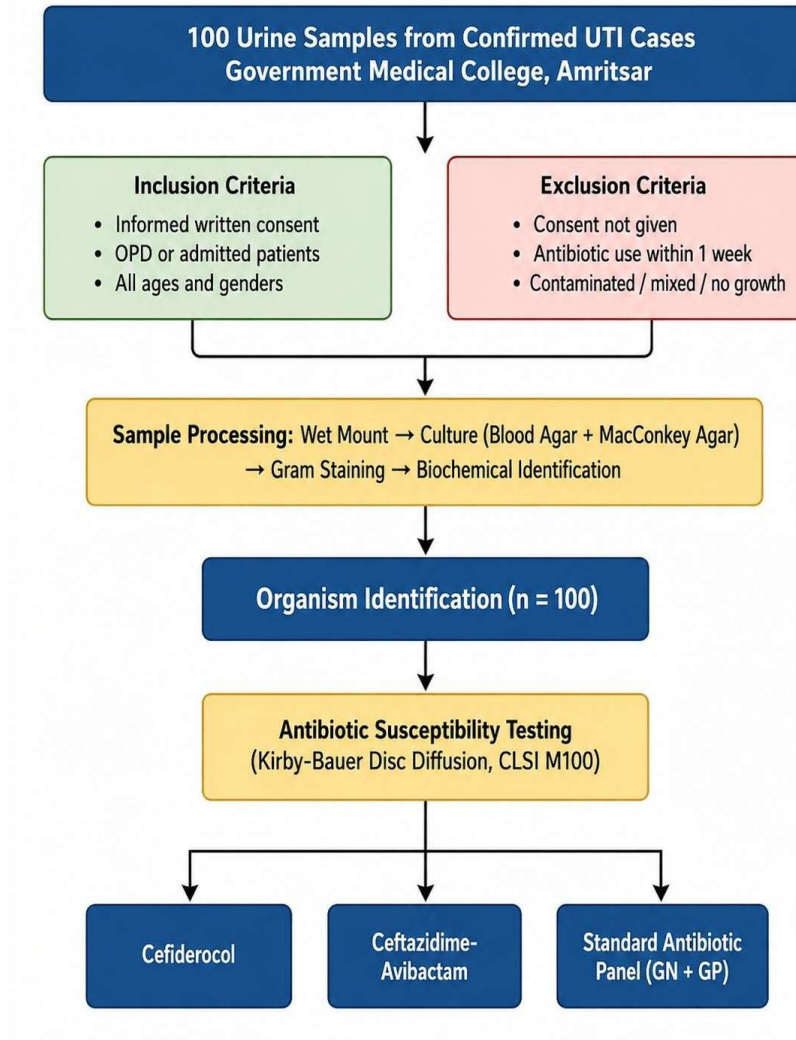 100 Urine Samples from Confirmed UTI Cases
Government Medical College, Amritsar
Inclusion Criteria
• Informed written consent
• OPD or admitted patients
• All ages and genders
Exclusion Criteria
• Consent not given
• Antibiotic use within 1 week
• Contaminated / mixed / no growth
Sample Processing: Wet Mount → Culture (Blood Agar + MacConkey Agar)
→ Gram Staining → Biochemical Identification
Organism Identification (n = 100)
Antibiotic Susceptibility Testing
(Kirby-Bauer Disc Diffusion, CLSI M100)
Cefiderocol
Ceftazidime-
Avibactam
Standard Antibiotic
Panel (GN + GP)